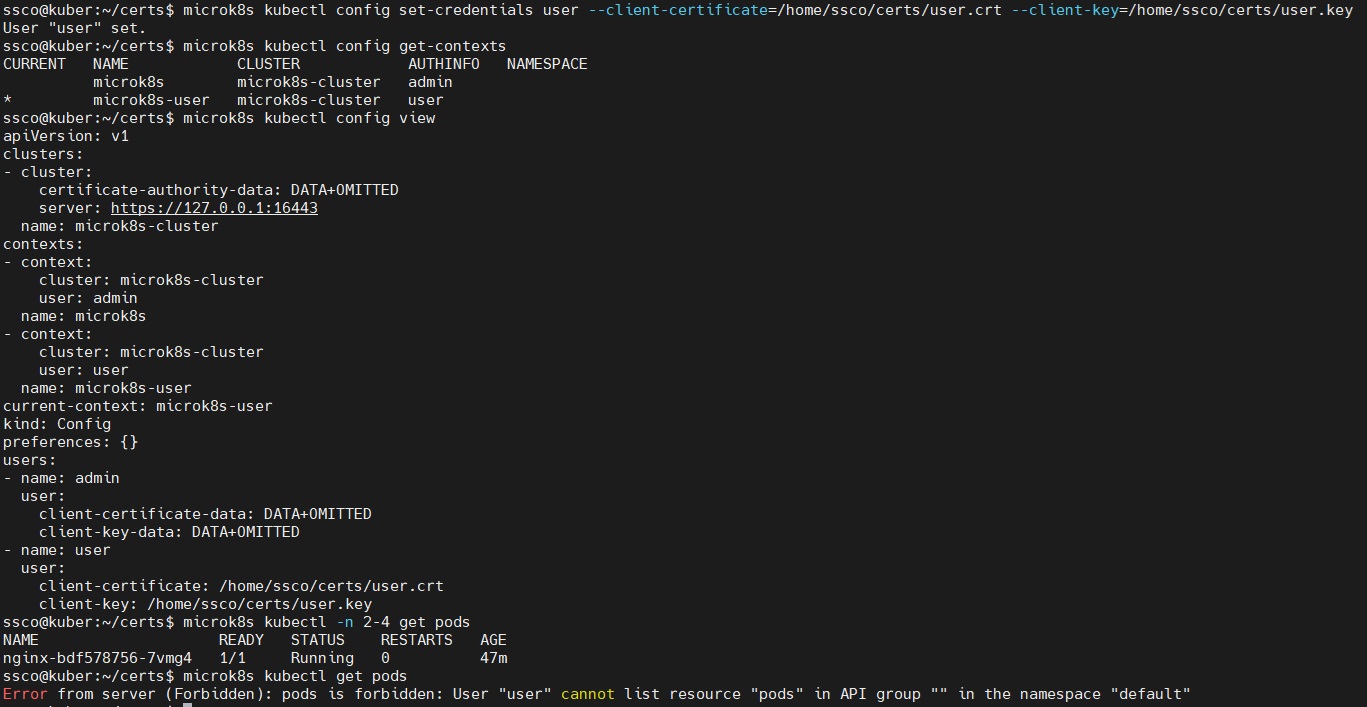 ssco@kuber:~/certs$ microk8s kubectl config set-credentials user --client-certificate=/home/ssco/certs/user.crt --client-key=/home/ssco/certs/user.key
User "user" set.
ssco@kuber:~/certs$ microk8s kubectl config get-contexts
CURRENT   NAME            CLUSTER            AUTHINFO   NAMESPACE
          microk8s        microk8s-cluster   admin
*         microk8s-user   microk8s-cluster   user
ssco@kuber:~/certs$ microk8s kubectl config view
apiVersion: v1
clusters:
- cluster:
    certificate-authority-data: DATA+OMITTED
    server: https://127.0.0.1:16443
  name: microk8s-cluster
contexts:
- context:
    cluster: microk8s-cluster
    user: admin
  name: microk8s
- context:
    cluster: microk8s-cluster
    user: user
  name: microk8s-user
current-context: microk8s-user
kind: Config
preferences: {}
users:
- name: admin
  user:
    client-certificate-data: DATA+OMITTED
    client-key-data: DATA+OMITTED
- name: user
  user:
    client-certificate: /home/ssco/certs/user.crt
    client-key: /home/ssco/certs/user.key
ssco@kuber:~/certs$ microk8s kubectl -n 2-4 get pods
NAME                    READY   STATUS    RESTARTS   AGE
nginx-bdf578756-7vmg4   1/1     Running   0          47m
ssco@kuber:~/certs$ microk8s kubectl get pods
Error from server (Forbidden): pods is forbidden: User "user" cannot list resource "pods" in API group "" in the namespace "default"